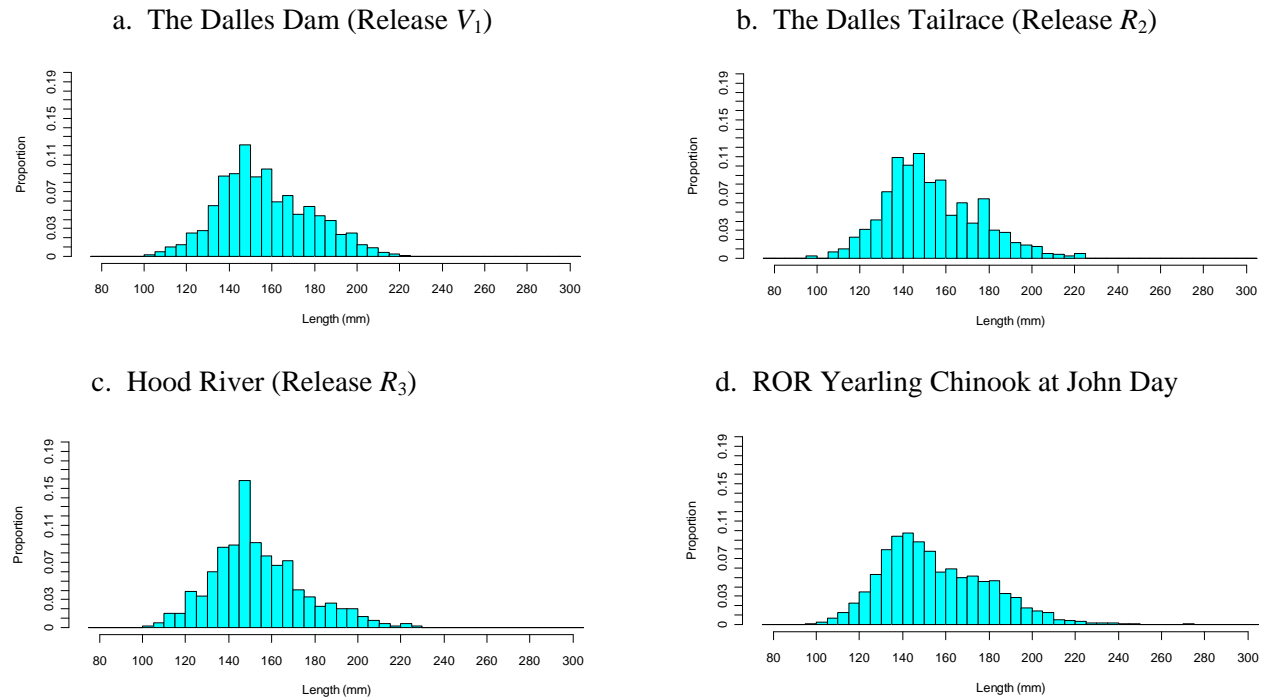 a. The Dalles Dam (Release V1)
0.19
0.15
0.11
0.07
0.03
0
Proportion
80 100 120 140 160 180 200 220 240 260 280 300
Length (mm)
b. The Dalles Tailrace (Release R2)
0.19
0.15
0.11
0.07
0.03
0
Proportion
80 100 120 140 160 180 200 220 240 260 280 300
Length (mm)
c. Hood River (Release R3)
0.19
0.15
0.11
0.07
0.03
0
Proportion
80 100 120 140 160 180 200 220 240 260 280 300
Length (mm)
d. ROR Yearling Chinook at John Day
0.19
0.15
0.11
0.07
0.03
0
Proportion
80 100 120 140 160 180 200 220 240 260 280 300
Length (mm)